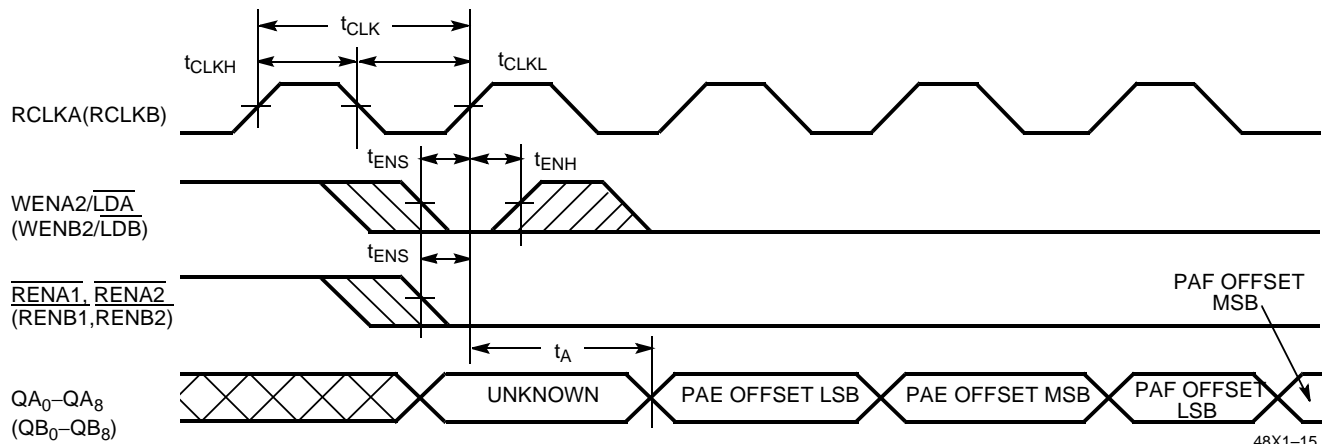 tCLK
tCLKH
tCLKL
RCLKA(RCLKB)
tENS
tENH
WENA2/LDA
(WENB2/LDB)
tENS
RENA1, RENA2
(RENB1,RENB2)
PAF OFFSET
MSB
tA
QA0–QA8
(QB0–QB8)
UNKNOWN
PAE OFFSET LSB
PAE OFFSET MSB
PAF OFFSET
LSB
48X1–15